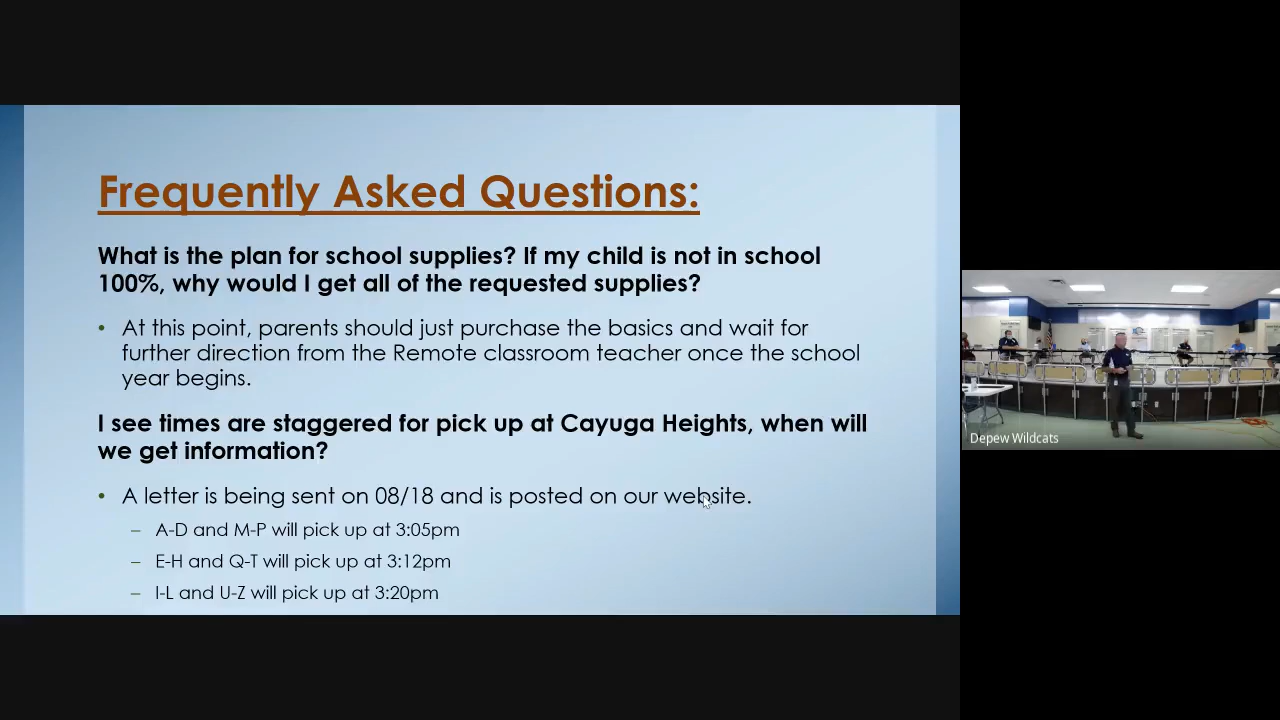 Frequently Asked Questions:
What is the plan for school supplies? If my child is not in school
100%, why would I get all of the requested supplies?
• At this point, parents should just purchase the basics and wait for
further direction from the Remote classroom teacher once the school
year begins.
I see times are staggered for pick up at Cayuga Heights, when will
we get information?
• A letter is being sent on 08/18 and is posted on our website.
– A-D and M-P will pick up at 3:05pm
– E-H and Q-T will pick up at 3:12pm
– I-L and U-Z will pick up at 3:20pm
Depew Wildcats